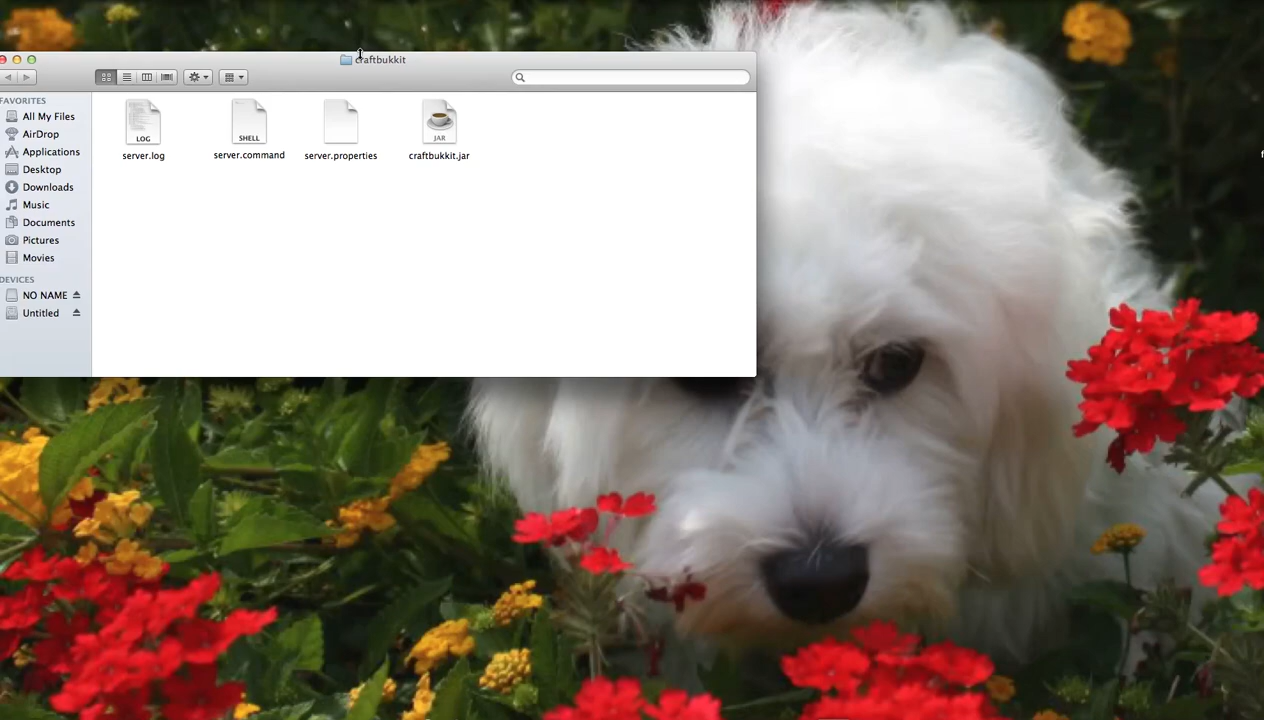 craftbukkit
FAVORITES
All My Files
AirDrop
Applications
Desktop
Downloads
Music
Documents
Pictures
Movies
DEVICES
NO NAME
Untitled
LOG
server.log
SHELL
server.command
server.properties
JAR
craftbukkit.jar